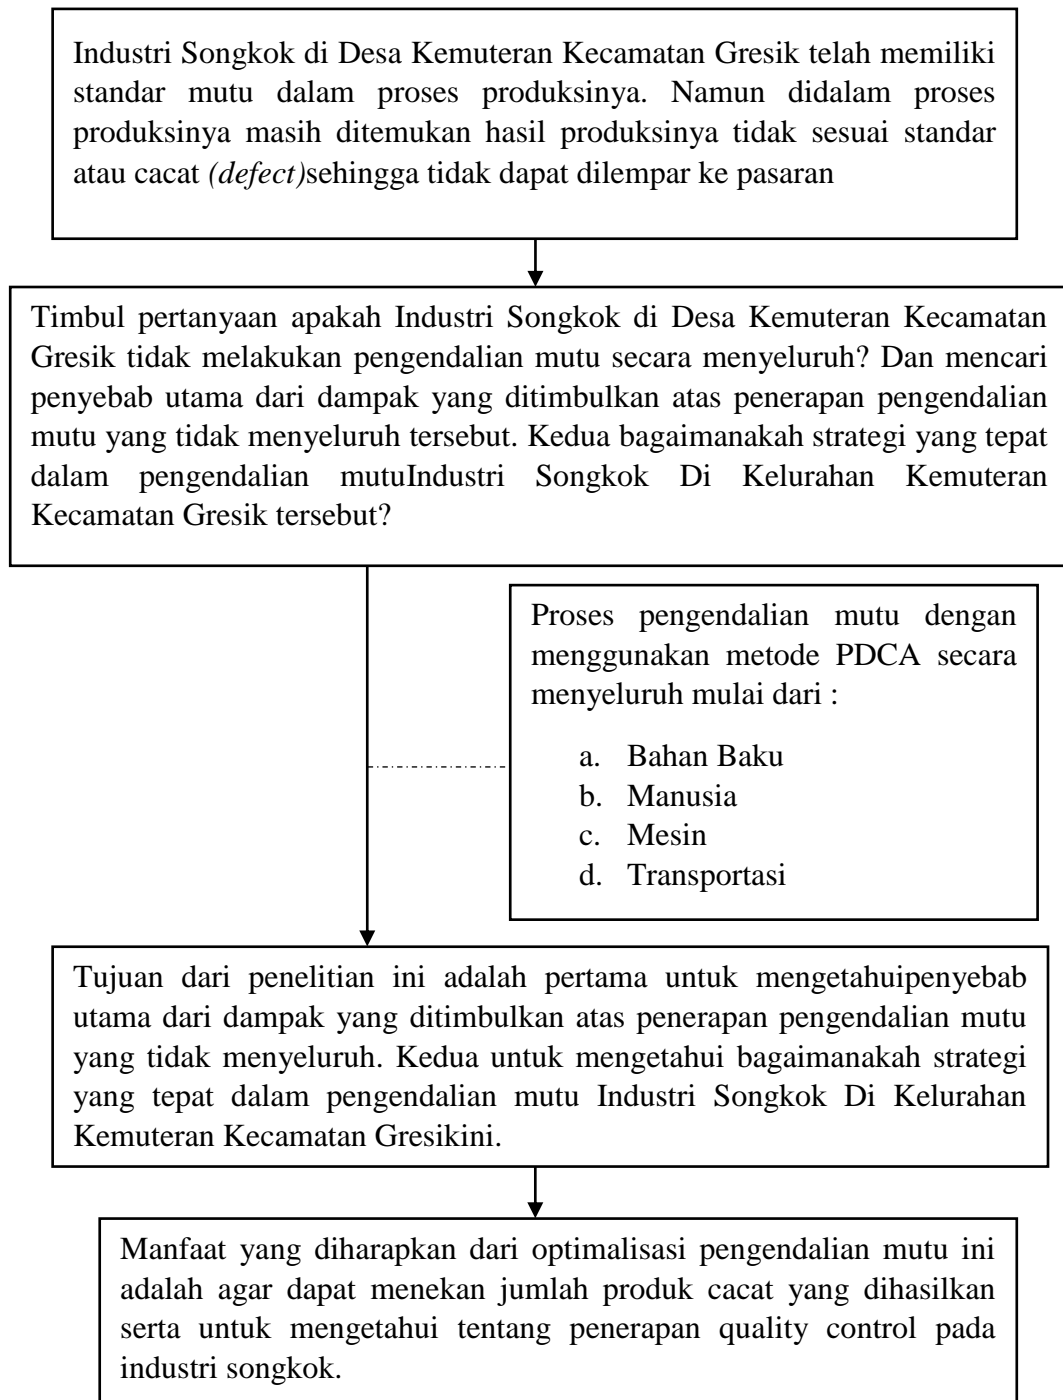 Industri Songkok di Desa Kemuteran Kecamatan Gresik telah memiliki
standar mutu dalam proses produksinya. Namun didalam proses
produksinya masih ditemukan hasil produksinya tidak sesuai standar
atau cacat (defect)sehingga tidak dapat dilempar ke pasaran
Timbul pertanyaan apakah Industri Songkok di Desa Kemuteran Kecamatan
Gresik tidak melakukan pengendalian mutu secara menyeluruh? Dan mencari
penyebab utama dari dampak yang ditimbulkan atas penerapan pengendalian
mutu yang tidak menyeluruh tersebut. Kedua bagaimanakah strategi yang tepat
dalam pengendalian mutuIndustri Songkok Di Kelurahan Kemuteran
Kecamatan Gresik tersebut?
Proses pengendalian mutu dengan
menggunakan metode PDCA secara
menyeluruh mulai dari :
a. Bahan Baku
b. Manusia
c. Mesin
d. Transportasi
Tujuan dari penelitian ini adalah pertama untuk mengetahuipenyebab
utama dari dampak yang ditimbulkan atas penerapan pengendalian mutu
yang tidak menyeluruh. Kedua untuk mengetahui bagaimanakah strategi
yang tepat dalam pengendalian mutu Industri Songkok Di Kelurahan
Kemuteran Kecamatan Gresikini.
Manfaat yang diharapkan dari optimalisasi pengendalian mutu ini
adalah agar dapat menekan jumlah produk cacat yang dihasilkan
serta untuk mengetahui tentang penerapan quality control pada
industri songkok.